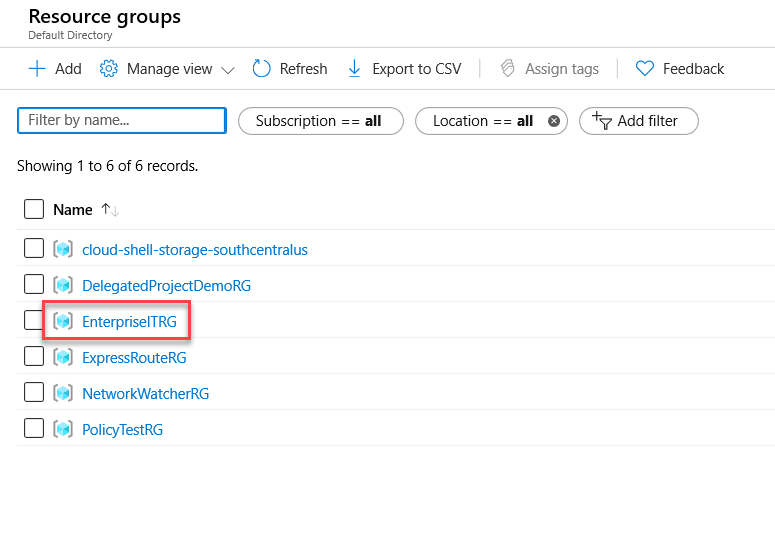 Resource groups
Default Directory
Add Manage view Refresh Export to CSV Assign tags Feedback
Filter by name... Subscription == all Location == all Add filter
Showing 1 to 6 of 6 records.
Name
cloud-shell-storage-southcentralus
DelegatedProjectDemoRG
EnterpriseITRG
ExpressRouteRG
NetworkWatcherRG
PolicyTestRG